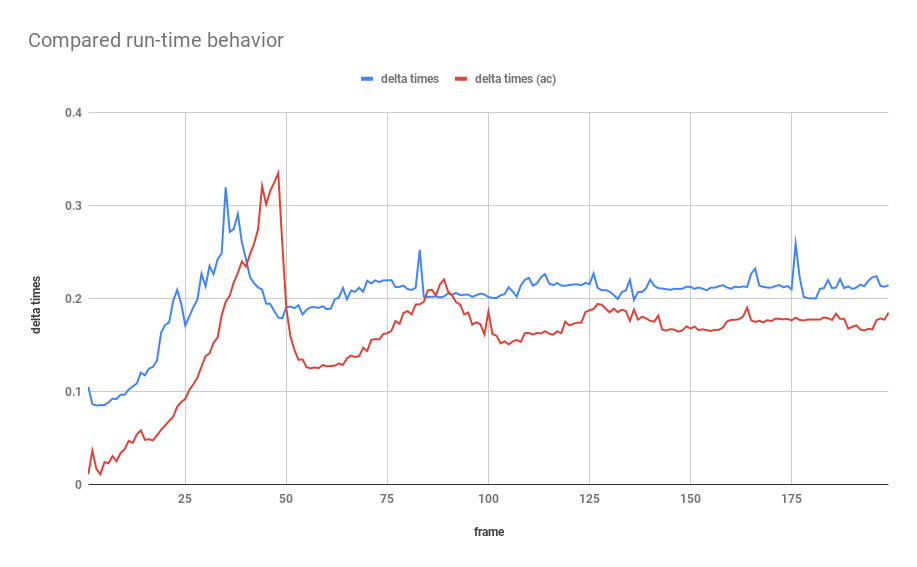 Compared run-time behavior
delta times
delta times (ac)
0.4
0.3
0.2
0.1
0
delta times
25
50
75
100
125
150
175
frame